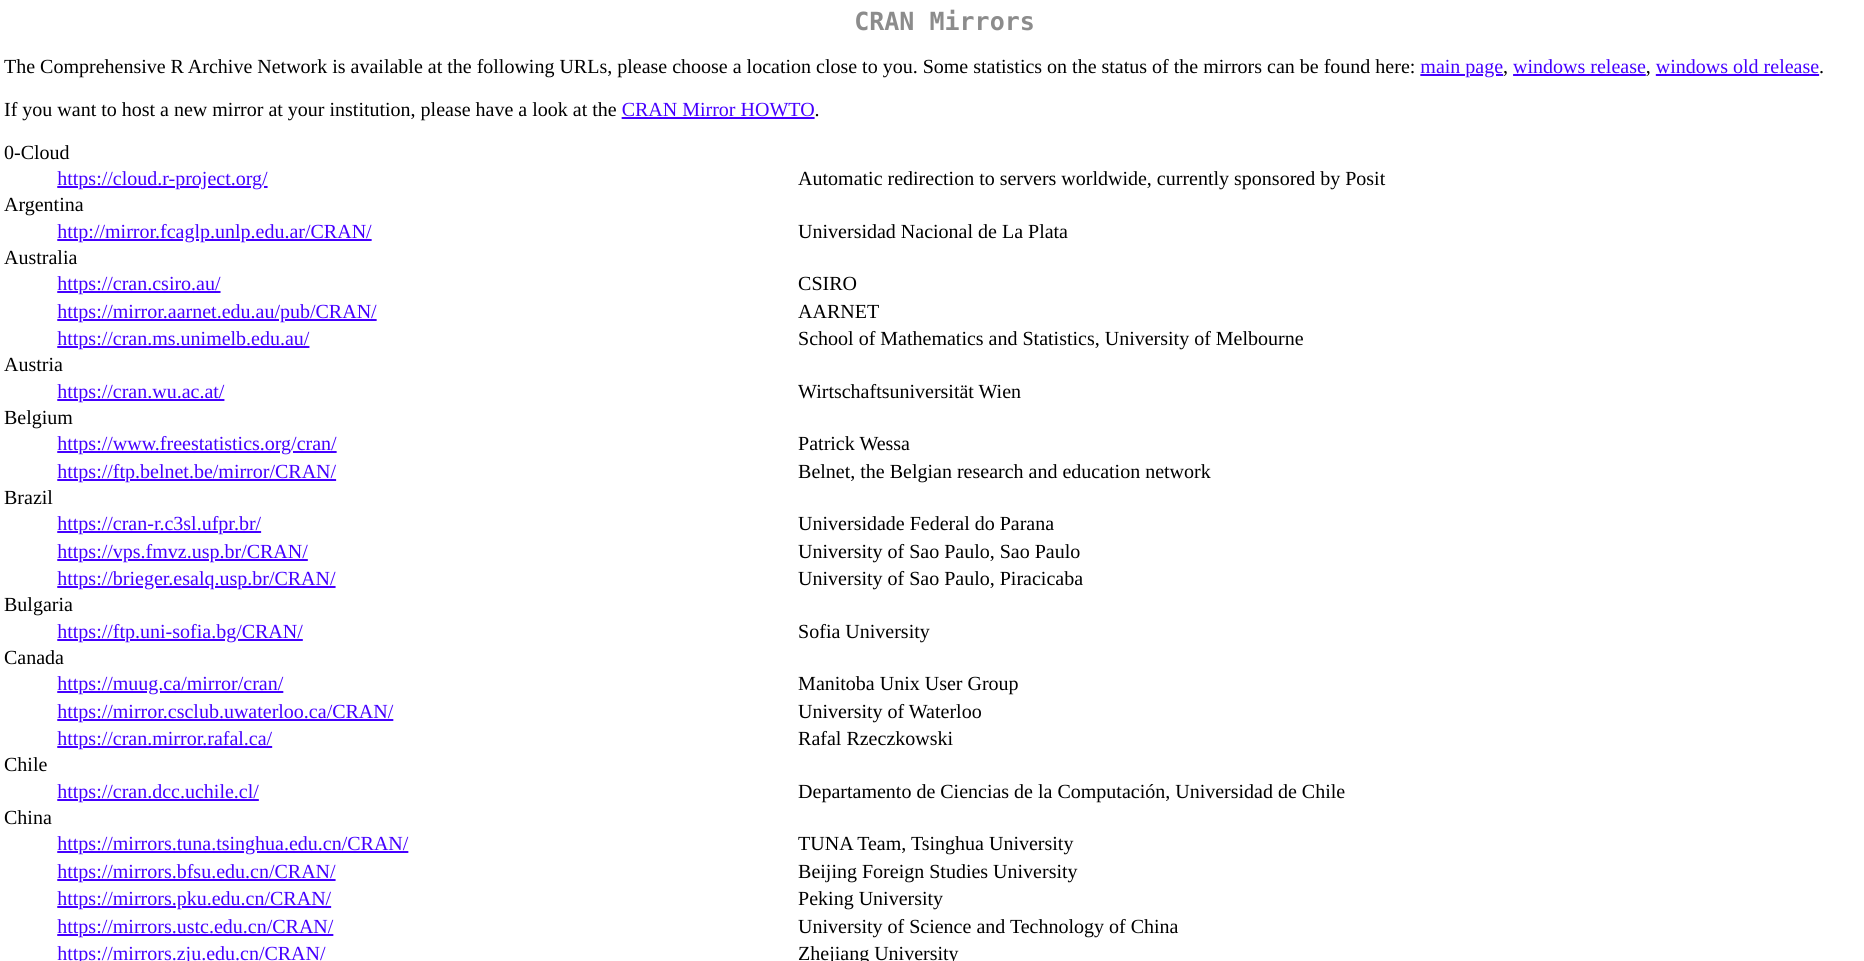 CRAN Mirrors
The Comprehensive R Archive Network is available at the following URLs, please choose a location close to you. Some statistics on the status of the mirrors can be found here: main page, windows release, windows old release.
If you want to host a new mirror at your institution, please have a look at the CRAN Mirror HOWTO.
0-Cloud
https://cloud.r-project.org/ Automatic redirection to servers worldwide, currently sponsored by Posit
Argentina
http://mirror.fcaglp.unlp.edu.ar/CRAN/ Universidad Nacional de La Plata
Australia
https://cran.csiro.au/ CSIRO
https://mirror.aarnet.edu.au/pub/CRAN/ AARNET
https://cran.ms.unimelb.edu.au/ School of Mathematics and Statistics, University of Melbourne
Austria
https://cran.wu.ac.at/ Wirtschaftsuniversität Wien
Belgium
https://www.freestatistics.org/cran/ Patrick Wessa
https://ftp.belnet.be/mirror/CRAN/ Belnet, the Belgian research and education network
Brazil
https://cran-r.c3sl.ufpr.br/ Universidade Federal do Parana
https://vps.fmvz.usp.br/CRAN/ University of Sao Paulo, Sao Paulo
https://brieger.esalq.usp.br/CRAN/ University of Sao Paulo, Piracicaba
Bulgaria
https://ftp.uni-sofia.bg/CRAN/ Sofia University
Canada
https://muug.ca/mirror/cran/ Manitoba Unix User Group
https://mirror.csclub.uwaterloo.ca/CRAN/ University of Waterloo
https://cran.mirror.rafal.ca/ Rafal Rzeczkowski
Chile
https://cran.dcc.uchile.cl/ Departamento de Ciencias de la Computación, Universidad de Chile
China
https://mirrors.tuna.tsinghua.edu.cn/CRAN/ TUNA Team, Tsinghua University
https://mirrors.bfsu.edu.cn/CRAN/ Beijing Foreign Studies University
https://mirrors.pku.edu.cn/CRAN/ Peking University
https://mirrors.ustc.edu.cn/CRAN/ University of Science and Technology of China
https://mirrors.zju.edu.cn/CRAN/ Zhejiang University